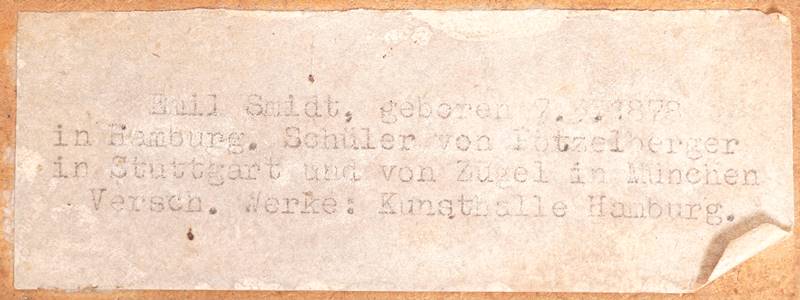 Emil Smidt, geboren 1878
in Hamburg. Schüler von Pötzelberger
in Stuttgart und von Zügel in München
Versch. Werke: Kunsthalle Hamburg.